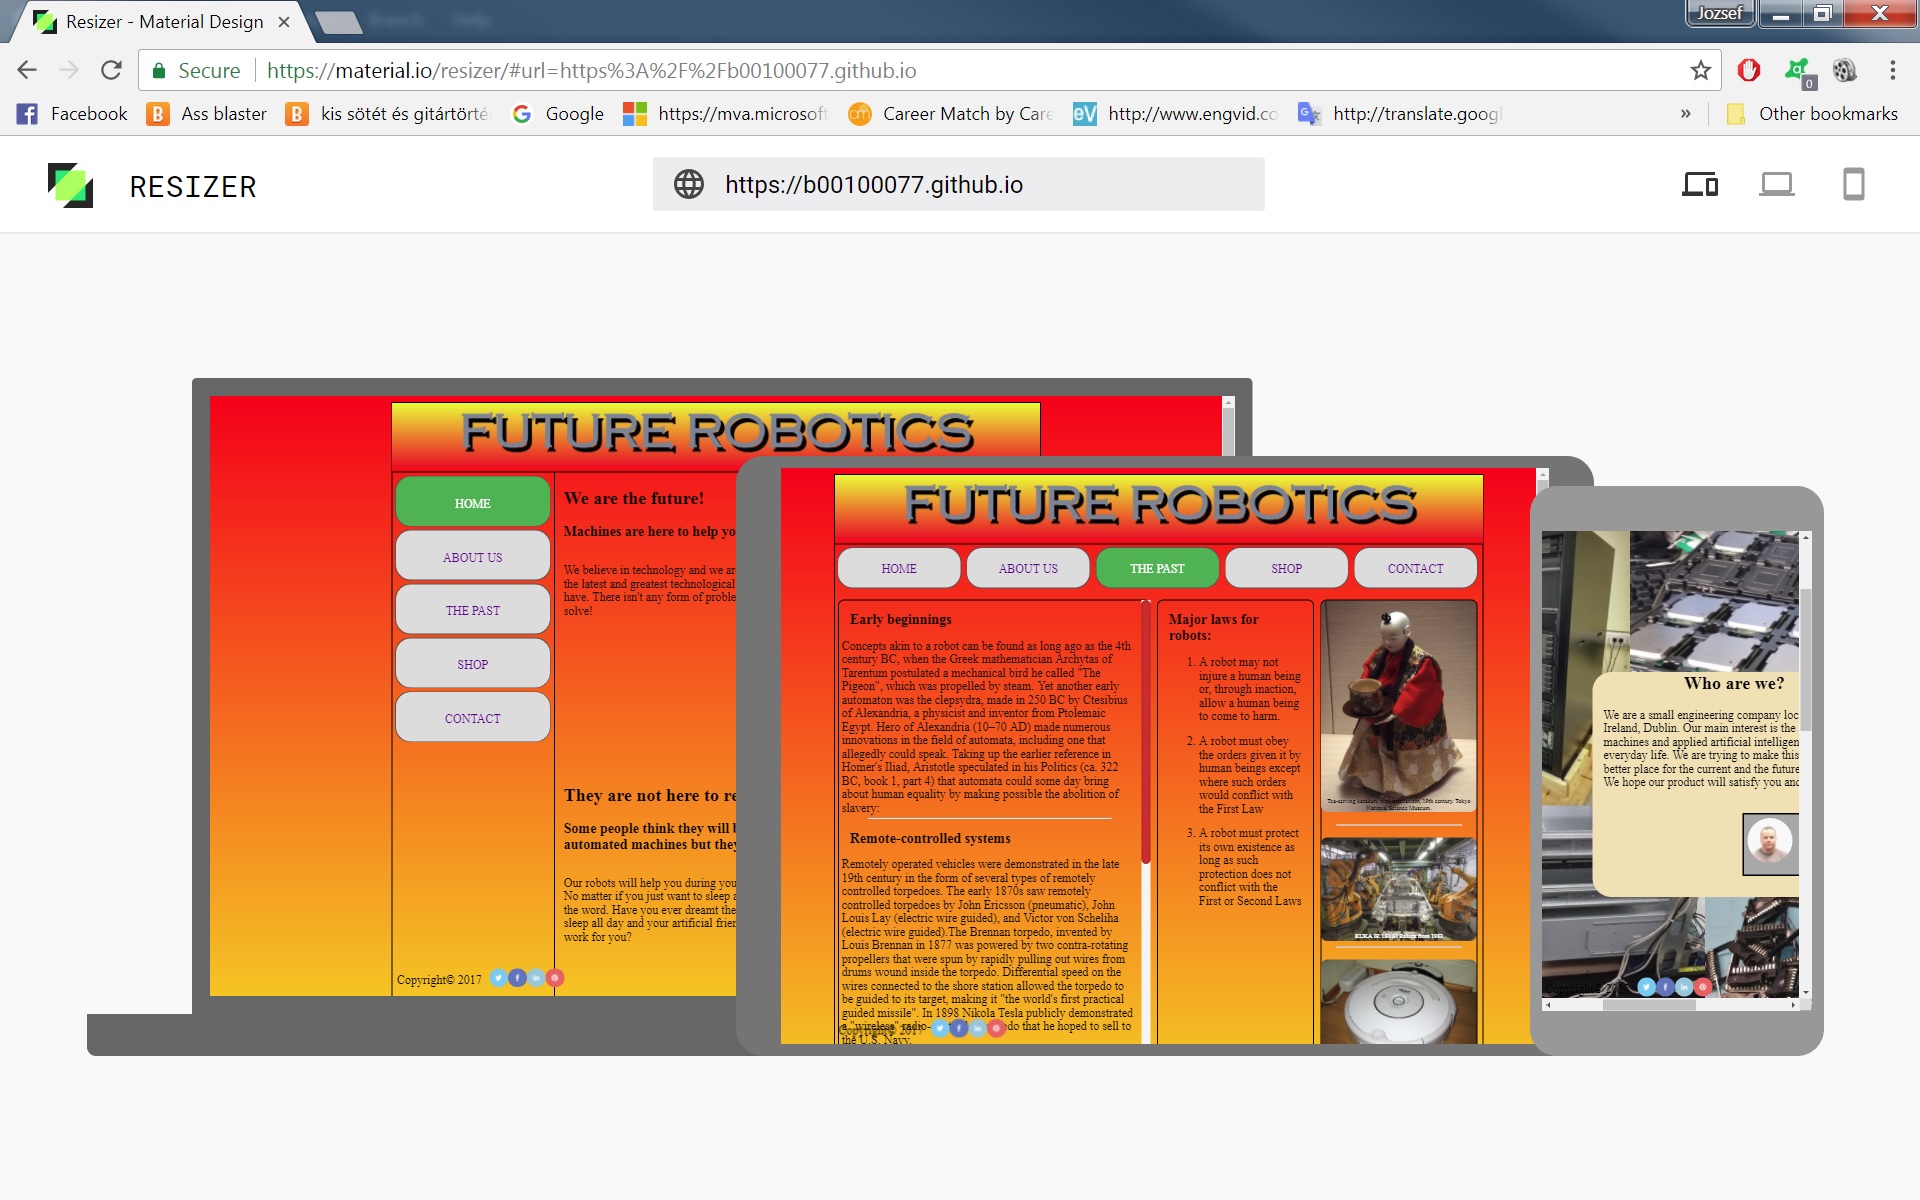 Resizer - Material Design
Jozsef
Secure
https://material.io/resizer/#url=https%3A%2F%2Fb00100077.github.io
0
Facebook
Ass blaster
kis sötét és gitártörté
Google
https://mva.microsoft
Career Match by Care
http://www.engvid.co
http://translate.googl
»
Other bookmarks
RESIZER
https://b00100077.github.io
FUTURE ROBOTICS
HOME
ABOUT US
THE PAST
SHOP
CONTACT
We are the future!
Machines are here to help yo
We believe in technology and we ar
the latest and greatest technological
have. There isn't any form of proble
solve!
They are not here to re
Some people think they will b
automated machines but they
Our robots will help you during you
No matter if you just want to sleep a
the word. Have you ever dreamt the
sleep all day and your artificial frien
work for you?
Copyright© 2017
FUTURE ROBOTICS
HOME
ABOUT US
THE PAST
SHOP
CONTACT
Early beginnings
Concepts akin to a robot can be found as long ago as the 4th
century BC, when the Greek mathematician Archytas of
Tarentum postulated a mechanical bird he called "The
Pigeon", which was propelled by steam. Yet another early
automaton was the clepsydra, made in 250 BC by Ctesibius
of Alexandria, a physicist and inventor from Ptolemaic
Egypt. Hero of Alexandria (10–70 AD) made numerous
innovations in the field of automata, including one that
allegedly could speak. Taking up the earlier reference in
Homer's Iliad, Aristotle speculated in his Politics (ca. 322
BC, book 1, part 4) that automata could some day bring
about human equality by making possible the abolition of
slavery:
Remote-controlled systems
Remotely operated vehicles were demonstrated in the late
19th century in the form of several types of remotely
controlled torpedoes. The early 1870s saw remotely
controlled torpedoes by John Ericsson (pneumatic), John
Louis Lay (electric wire guided), and Victor von Scheliha
(electric wire guided).The Brennan torpedo, invented by
Louis Brennan in 1877 was powered by two contra-rotating
propellers that were spun by rapidly pulling out wires from
drums wound inside the torpedo. Differential speed on the
wires connected to the shore station allowed the torpedo to
be guided to its target, making it "the world's first practical
guided missile". In 1898 Nikola Tesla publicly demonstrated
a "wireless" radio- edo that he hoped to sell to
the U.S. Navy.
Copyright© 2017
Major laws for
robots:
1. A robot may not
injure a human being
or, through inaction,
allow a human being
to come to harm.
2. A robot must obey
the orders given it by
human beings except
where such orders
would conflict with
the First Law
3. A robot must protect
its own existence as
long as such
protection does not
conflict with the
First or Second Laws
Tea-serving karakuri, with mechanism, 19th century. Tokyo
National Science Museum.
KUKA IR 160/60 Robots from 1983
Who are we?
We are a small engineering company loc
Ireland, Dublin. Our main interest is the
machines and applied artificial intelligen
everyday life. We are trying to make this
better place for the current and the future
We hope our product will satisfy you and